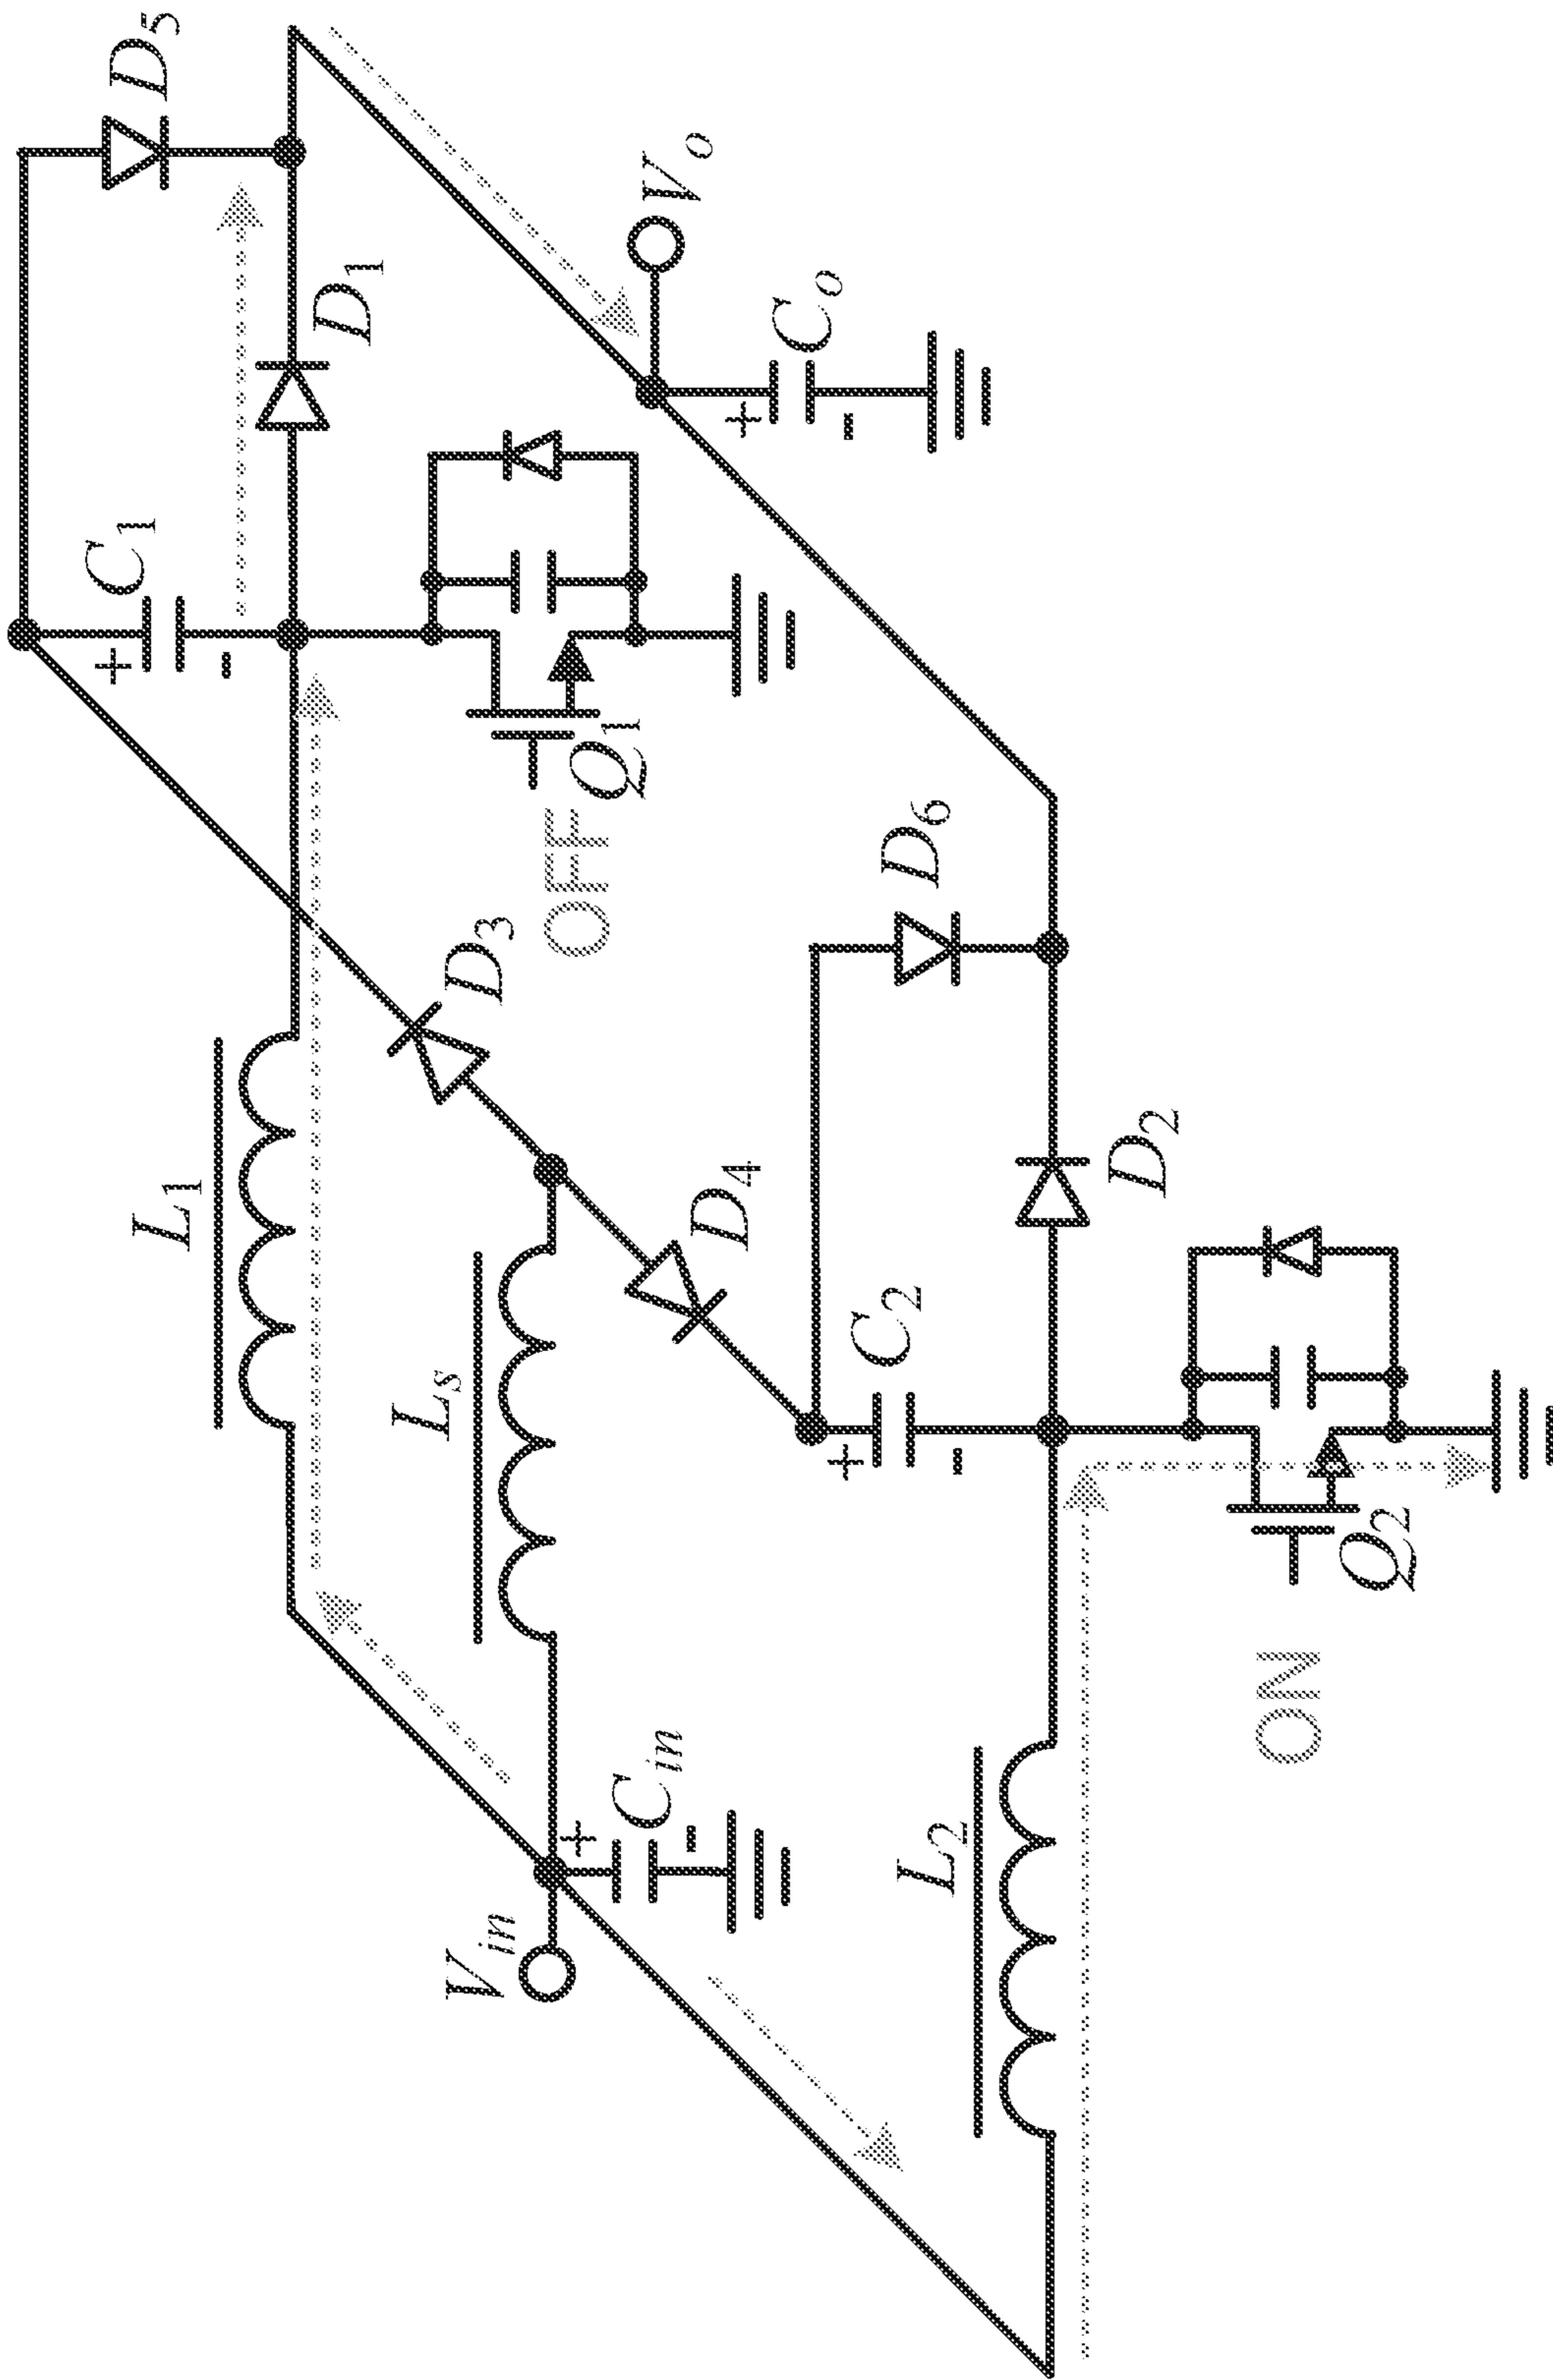 D5
C1
D1
Vo
Co
Q1
OFF
L1
D3
D6
Ls
D4
C2
D2
Vin
Cin
L2
Q2
ON
+
-
+
-
+
-
+
-